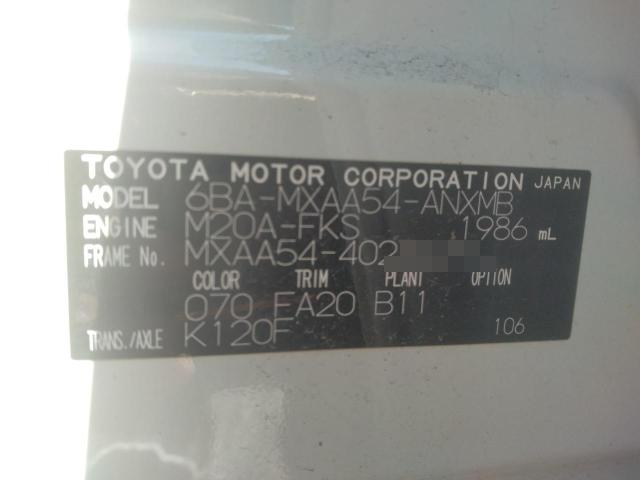 TOYOTA MOTOR CORPORATION JAPAN
MODEL 6BA-MXAA54-ANXMB
ENGINE M20A-FKS 1986 mL
FRAME No. MXAA54-402
COLOR TRIM PLANT OPTION
070 FA20 B11
TRANS./AXLE K120F 106